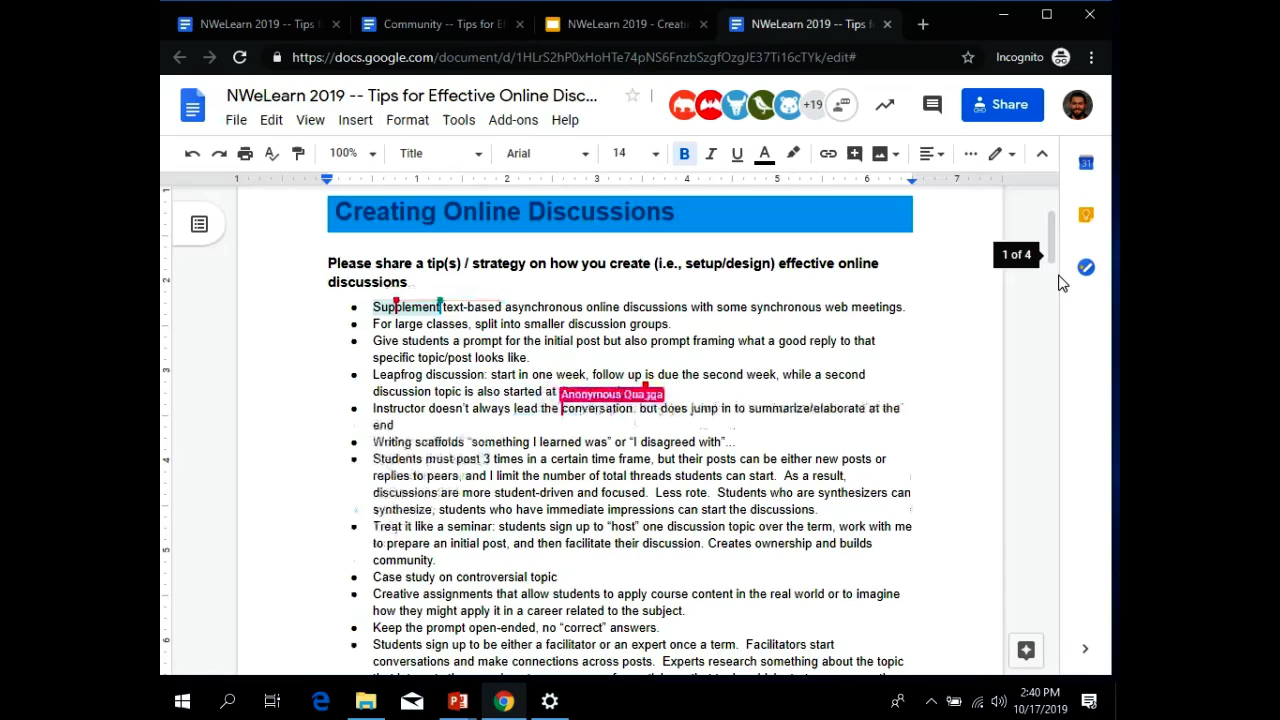 NWeLearn 2019 -- Tips f
Community -- Tips for E
NWeLearn 2019 - Creati
NWeLearn 2019 -- Tips f
https://docs.google.com/document/d/1HLrS2hP0xHoHTe74pNS6FnzbSzgfOzgJE37Ti16cTYk/edit#
Incognito
NWeLearn 2019 -- Tips for Effective Online Disc...
+19
Share
File Edit View Insert Format Tools Add-ons Help
100% Title Arial 14 B I U A
31
1 1 2 3 4 5 6 7
Creating Online Discussions
1 of 4
Please share a tip(s) / strategy on how you create (i.e., setup/design) effective online
discussions
Supplement text-based asynchronous online discussions with some synchronous web meetings.
For large classes, split into smaller discussion groups.
Give students a prompt for the initial post but also prompt framing what a good reply to that
specific topic/post looks like.
Leapfrog discussion: start in one week, follow up is due the second week, while a second
discussion topic is also started at
Anonymous Quagga
Instructor doesn't always lead the conversation. but does jump in to summarize/elaborate at the
end
Writing scaffolds “something I learned was” or “I disagreed with”...
Students must post 3 times in a certain time frame, but their posts can be either new posts or
replies to peers, and I limit the number of total threads students can start. As a result,
discussions are more student-driven and focused. Less rote. Students who are synthesizers can
synthesize, students who have immediate impressions can start the discussions.
Treat it like a seminar: students sign up to “host” one discussion topic over the term, work with me
to prepare an initial post, and then facilitate their discussion. Creates ownership and builds
community.
Case study on controversial topic
Creative assignments that allow students to apply course content in the real world or to imagine
how they might apply it in a career related to the subject.
Keep the prompt open-ended, no “correct” answers.
Students sign up to be either a facilitator or an expert once a term. Facilitators start
conversations and make connections across posts. Experts research something about the topic
2:40 PM
10/17/2019